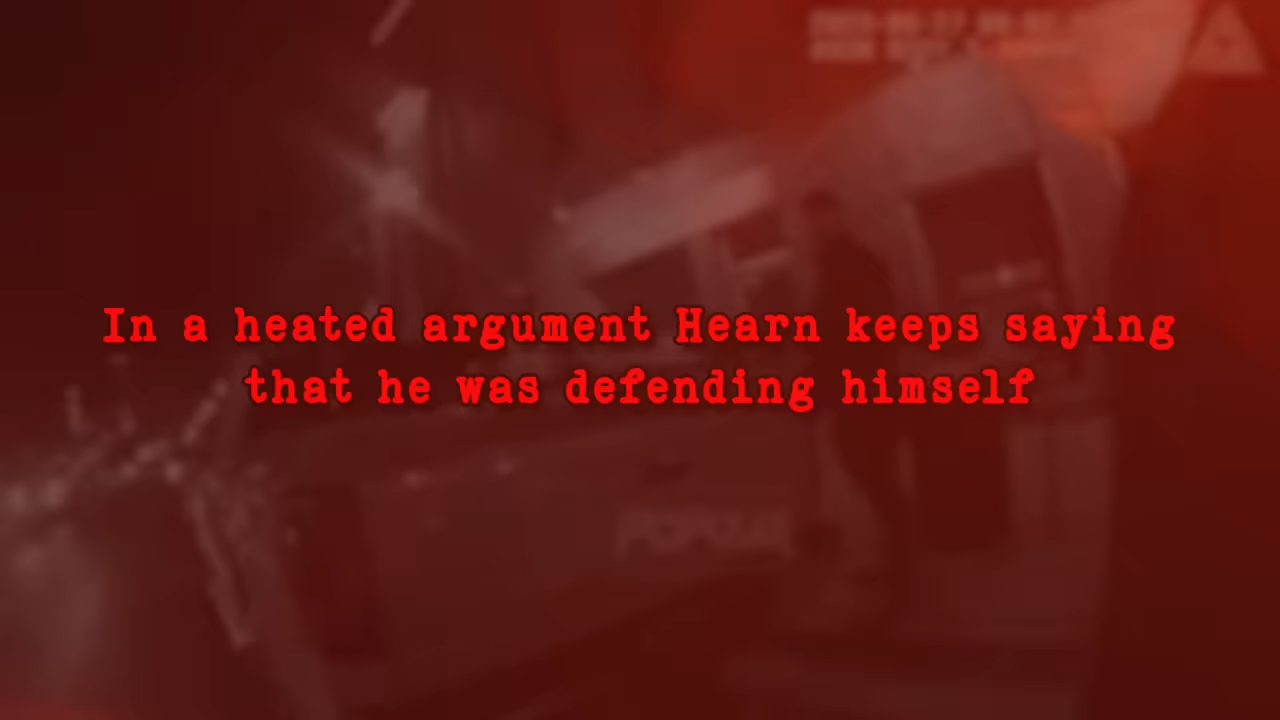 In a heated argument Hearn keeps saying
that he was defending himself